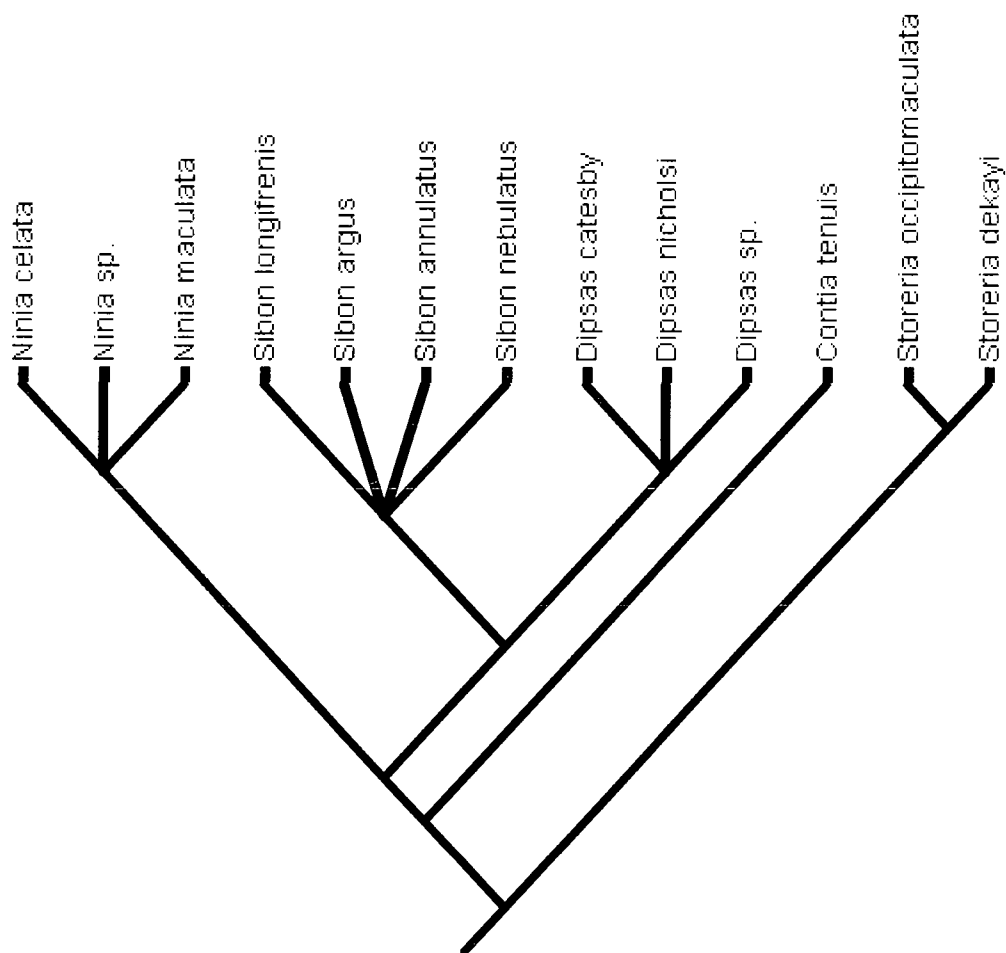 Ninia celata
Ninia sp.
Ninia maculata
Sibon longifrenis
Sibon argus
Sibon annulatus
Sibon nebulatus
Dipsas catesby
Dipsas nicholsi
Dipsas sp.
Contia tenuis
Storeria occipitomaculata
Storeria dekayi